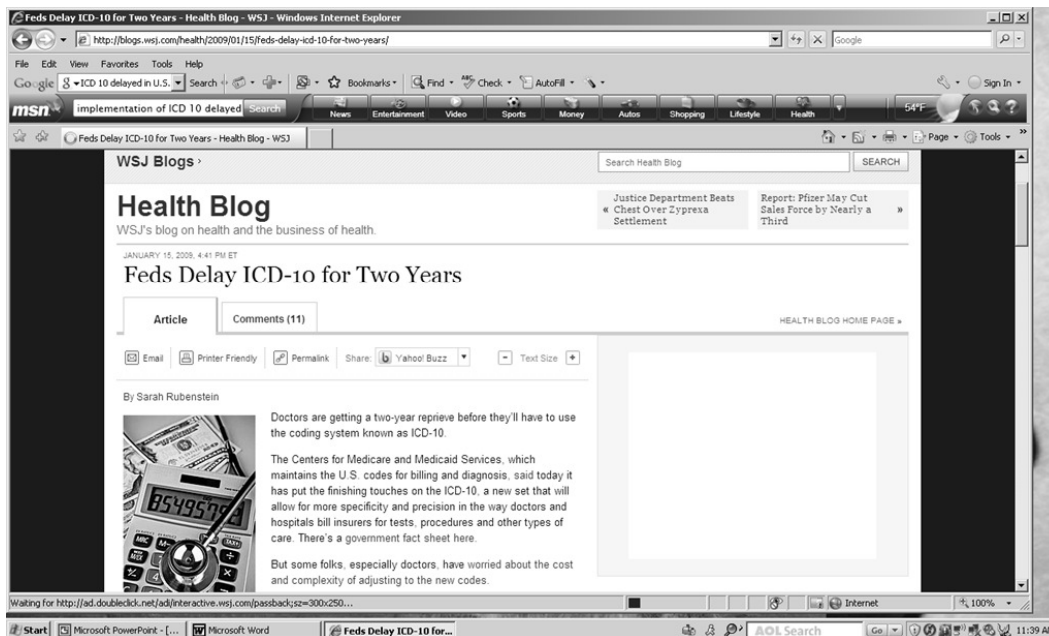 Feds Delay ICD-10 for Two Years - Health Blog - WSJ - Windows Internet Explorer
http://blogs.wsj.com/health/2009/01/15/feds-delay-icd-10-for-two-years/
Google
File Edit View Favorites Tools Help
Google ICD 10 delayed in U.S. Search Bookmarks Find Check AutoFill Sign In
msn implementation of ICD 10 delayed Search News Entertainment Video Sports Money Autos Shopping Lifestyle Health 54°F
Feds Delay ICD-10 for Two Years - Health Blog - WSJ Page Tools
WSJ Blogs ›
Search Health Blog SEARCH
Health Blog
WSJ's blog on health and the business of health.
« Justice Department Beats
Chest Over Zyprexa
Settlement
Report: Pfizer May Cut
Sales Force by Nearly a
Third »
JANUARY 15, 2009, 4:41 PM ET
Feds Delay ICD-10 for Two Years
Article Comments (11)
HEALTH BLOG HOME PAGE »
Email Printer Friendly Permalink Share: Yahoo! Buzz - Text Size +
By Sarah Rubenstein
Doctors are getting a two-year reprieve before they'll have to use
the coding system known as ICD-10.
The Centers for Medicare and Medicaid Services, which
maintains the U.S. codes for billing and diagnosis, said today it
has put the finishing touches on the ICD-10, a new set that will
allow for more specificity and precision in the way doctors and
hospitals bill insurers for tests, procedures and other types of
care. There's a government fact sheet here.
But some folks, especially doctors, have worried about the cost
and complexity of adjusting to the new codes.
Waiting for http://ad.doubleclick.net/adi/interactive.wsj.com/passback;sz=300x250...
Internet 100%
Start Microsoft PowerPoint - [... Microsoft Word Feds Delay ICD-10 for... AOL Search Go 11:39 AM